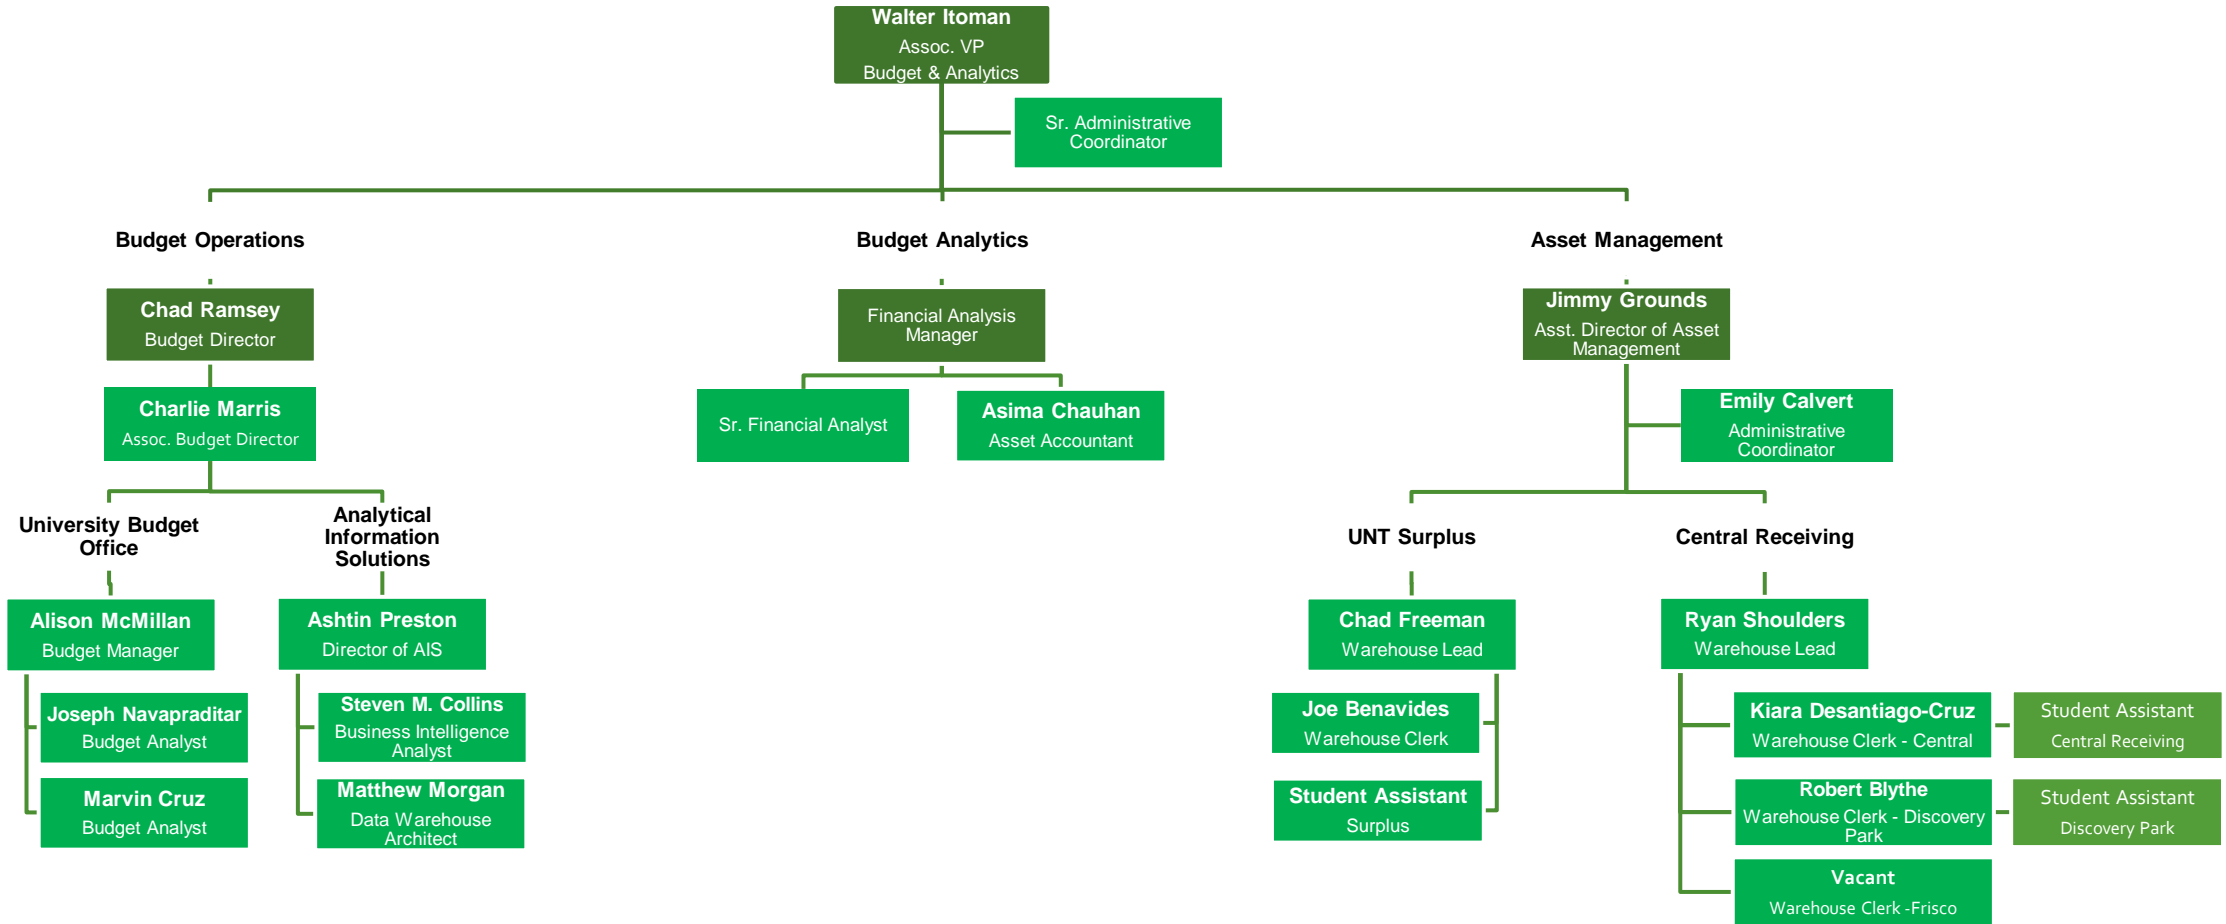 Walter Itoman
Assoc. VP
Budget & Analytics
Sr. Administrative
Coordinator
Budget Operations
Budget Analytics
Asset Management
Chad Ramsey
Budget Director
Financial Analysis
Manager
Jimmy Grounds
Asst. Director of Asset
Management
Charlie Marris
Assoc. Budget Director
Sr. Financial Analyst
Asima Chauhan
Asset Accountant
Emily Calvert
Administrative
Coordinator
University Budget
Office
Analytical
Information
Solutions
UNT Surplus
Central Receiving
Alison McMillan
Budget Manager
Ashtin Preston
Director of AIS
Chad Freeman
Warehouse Lead
Ryan Shoulders
Warehouse Lead
Joseph Navapraditar
Budget Analyst
Steven M. Collins
Business Intelligence
Analyst
Joe Benavides
Warehouse Clerk
Kiara Desantiago-Cruz
Warehouse Clerk - Central
Student Assistant
Central Receiving
Marvin Cruz
Budget Analyst
Matthew Morgan
Data Warehouse
Architect
Student Assistant
Surplus
Robert Blythe
Warehouse Clerk - Discovery
Park
Student Assistant
Discovery Park
Vacant
Warehouse Clerk -Frisco